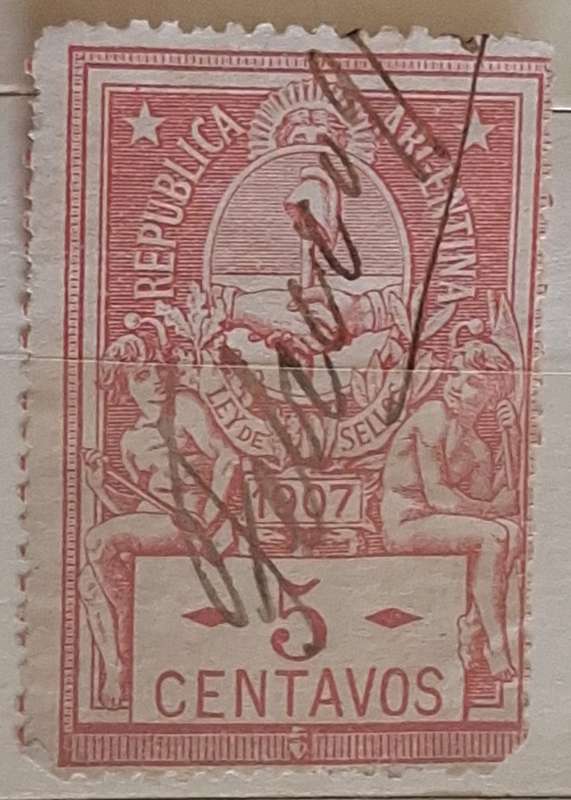 REPUBLICA ARGENTINA
LEY DE SELLOS
1907
5
CENTAVOS